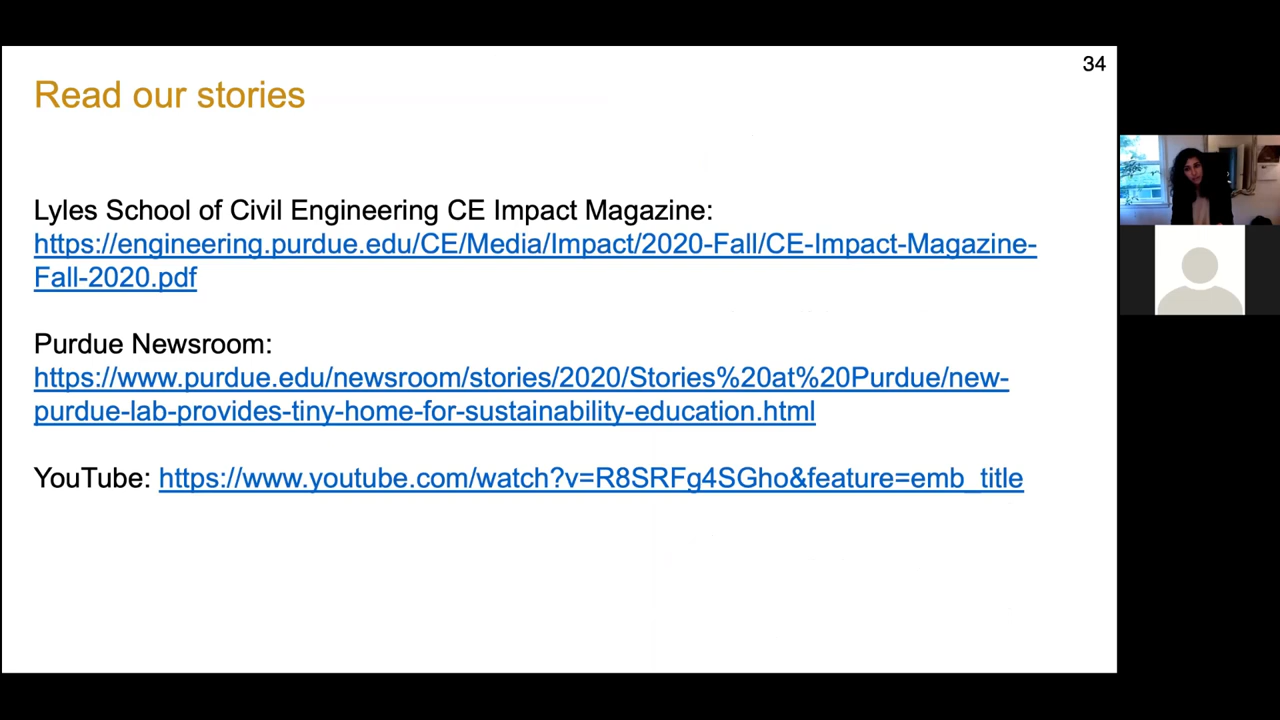 34
Read our stories
Lyles School of Civil Engineering CE Impact Magazine:
https://engineering.purdue.edu/CE/Media/Impact/2020-Fall/CE-Impact-Magazine-
Fall-2020.pdf
Purdue Newsroom:
https://www.purdue.edu/newsroom/stories/2020/Stories%20at%20Purdue/new-
purdue-lab-provides-tiny-home-for-sustainability-education.html
YouTube: https://www.youtube.com/watch?v=R8SRFg4SGho&feature=emb_title